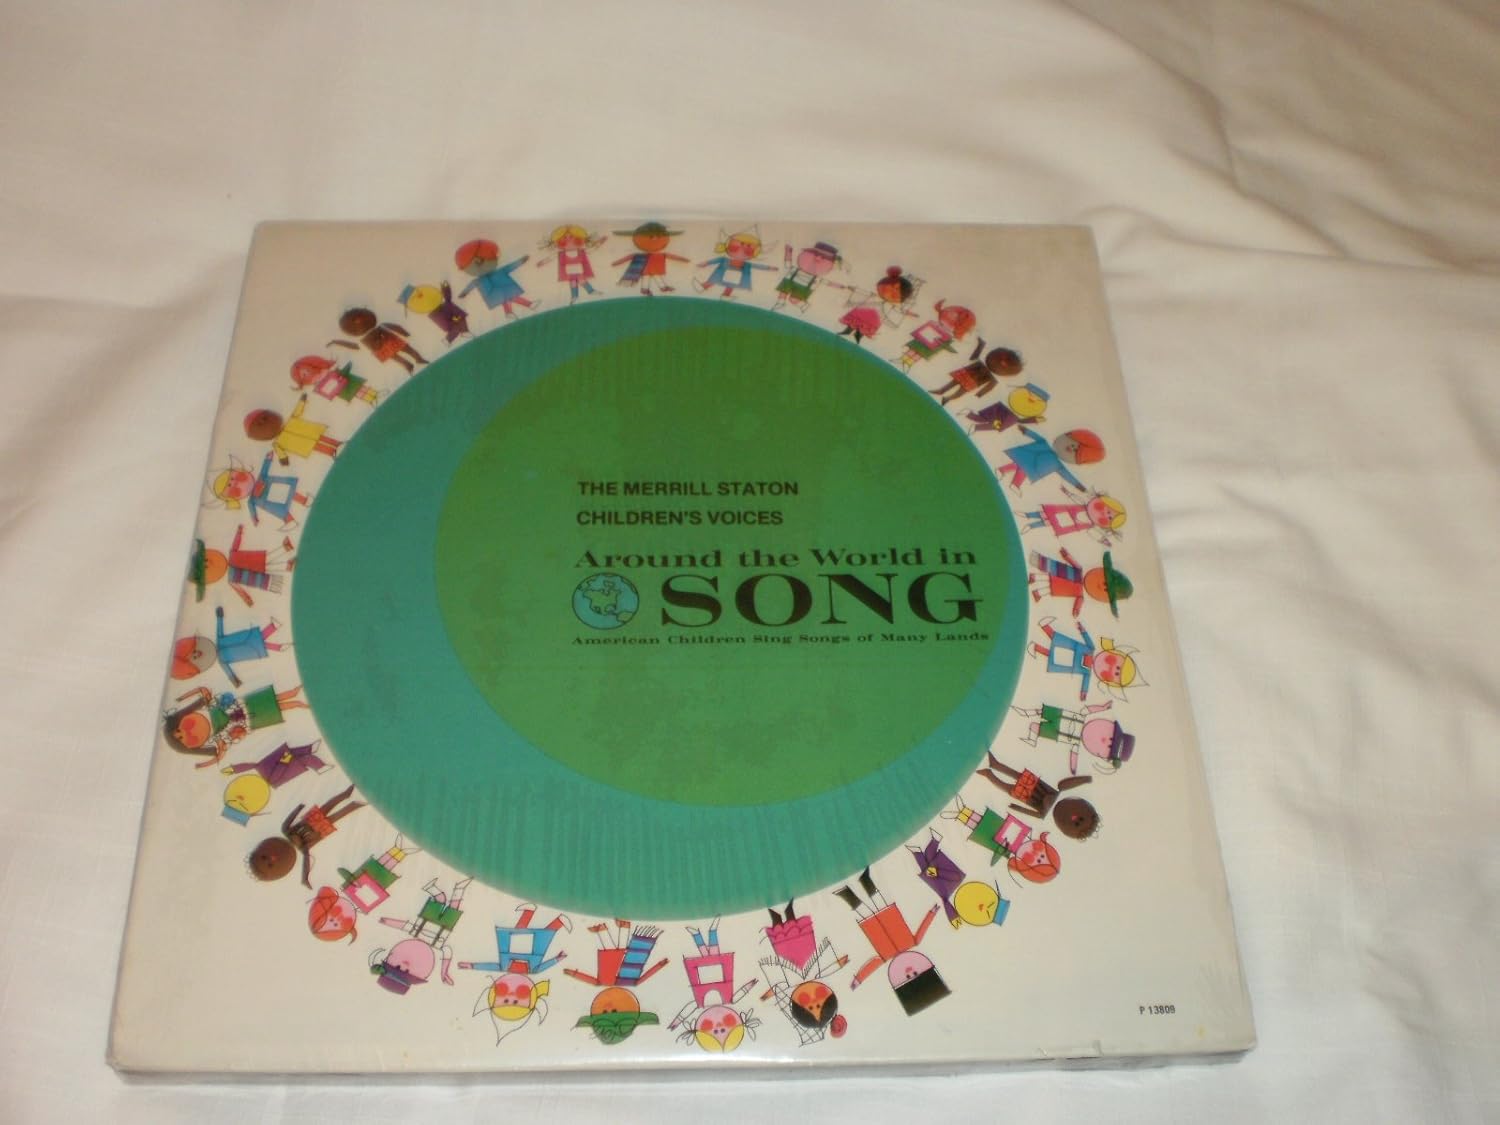 THE MERRILL STATON
CHILDREN'S VOICES
Around the World in
SONG
American Children Sing Songs of Many Lands
P 13809